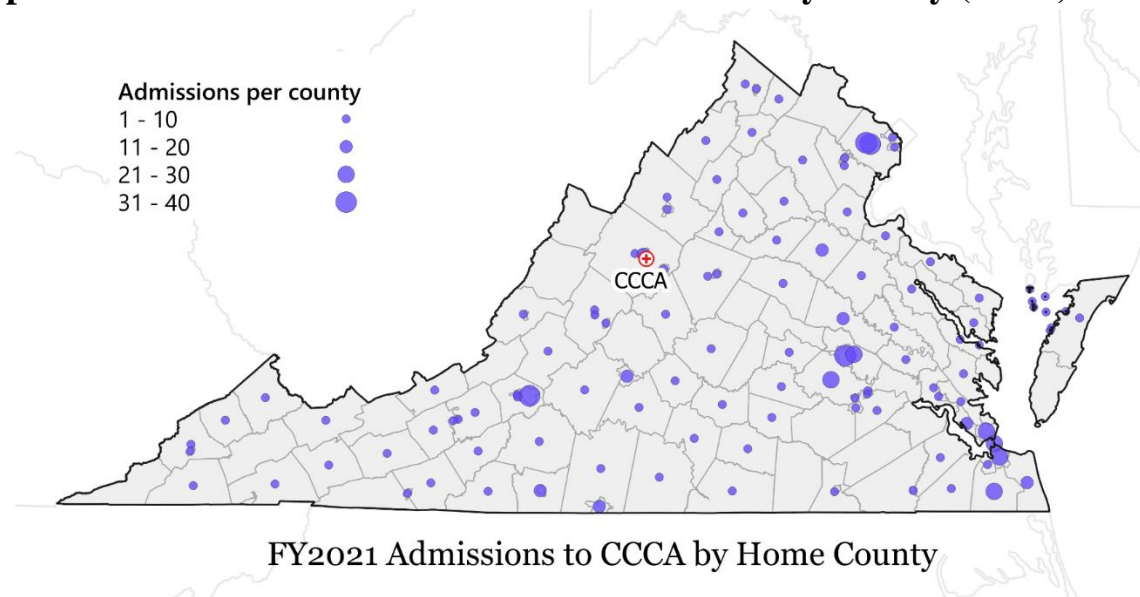 Admissions per county
1 - 10
11 - 20
21 - 30
31 - 40
CCCA
FY2021 Admissions to CCCA by Home County